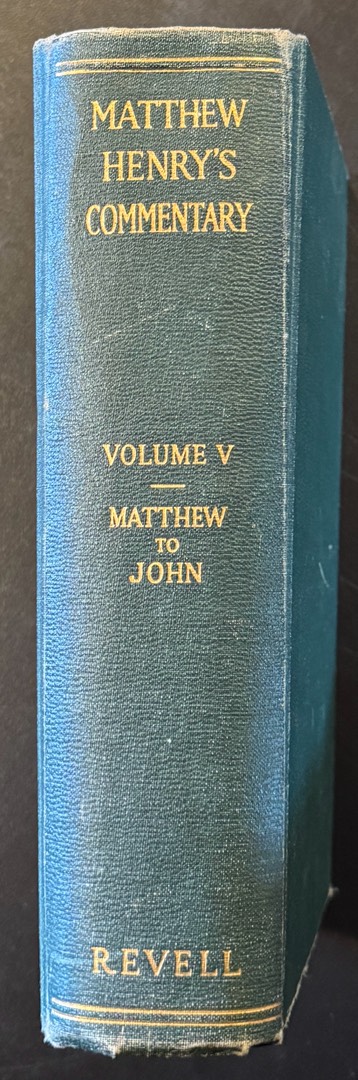 MATTHEW
HENRY'S
COMMENTARY
VOLUME V
MATTHEW
TO
JOHN
REVELL